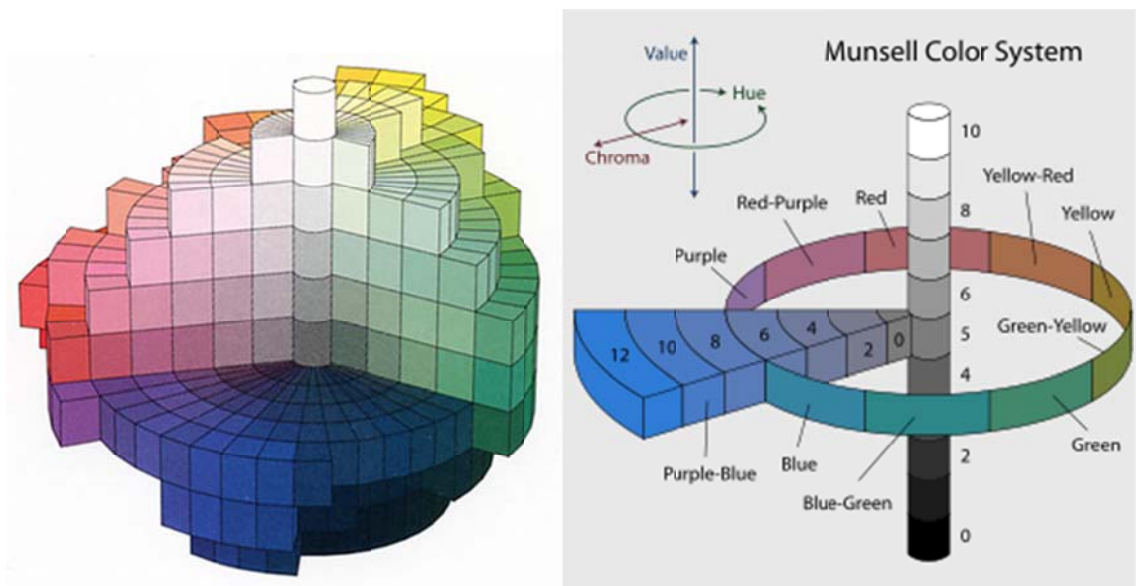 Munsell Color System
Value
Hue
Chroma
10
8
6
5
4
2
0
Red-Purple
Red
Yellow-Red
Yellow
Purple
Green-Yellow
12
10
8
6
4
2
0
Purple-Blue
Blue
Blue-Green
Green